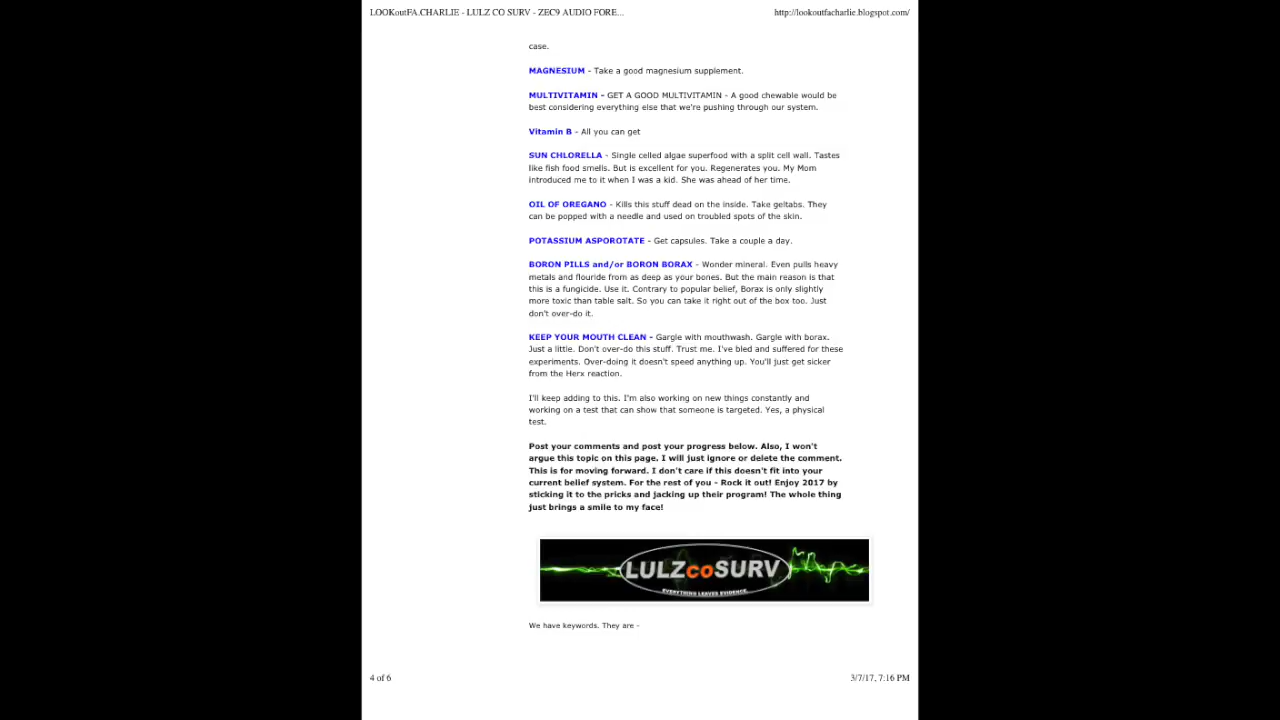 LOOKoutFA.CHARLIE - LULZ CO SURV - ZEC9 AUDIO FORE...
http://lookoutfacharlie.blogspot.com/
case.
MAGNESIUM - Take a good magnesium supplement.
MULTIVITAMIN - GET A GOOD MULTIVITAMIN - A good chewable would be
best considering everything else that we're pushing through our system.
Vitamin B - All you can get
SUN CHLORELLA - Single celled algae superfood with a split cell wall. Tastes
like fish food smells. But is excellent for you. Regenerates you. My Mom
introduced me to it when I was a kid. She was ahead of her time.
OIL OF OREGANO - Kills this stuff dead on the inside. Take geltabs. They
can be popped with a needle and used on troubled spots of the skin.
POTASSIUM ASPOROTATE - Get capsules. Take a couple a day.
BORON PILLS and/or BORON BORAX - Wonder mineral. Even pulls heavy
metals and flouride from as deep as your bones. But the main reason is that
this is a fungicide. Use it. Contrary to popular belief, Borax is only slightly
more toxic than table salt. So you can take it right out of the box too. Just
don't over-do it.
KEEP YOUR MOUTH CLEAN - Gargle with mouthwash. Gargle with borax.
Just a little. Don't over-do this stuff. Trust me. I've bled and suffered for these
experiments. Over-doing it doesn't speed anything up. You'll just get sicker
from the Herx reaction.
I'll keep adding to this. I'm also working on new things constantly and
working on a test that can show that someone is targeted. Yes, a physical
test.
Post your comments and post your progress below. Also, I won't
argue this topic on this page. I will just ignore or delete the comment.
This is for moving forward. I don't care if this doesn't fit into your
current belief system. For the rest of you - Rock it out! Enjoy 2017 by
sticking it to the pricks and jacking up their program! The whole thing
just brings a smile to my face!
LULZcoSURV
EVERYTHING LEAVES EVIDENCE
We have keywords. They are -
4 of 6
3/7/17, 7:16 PM